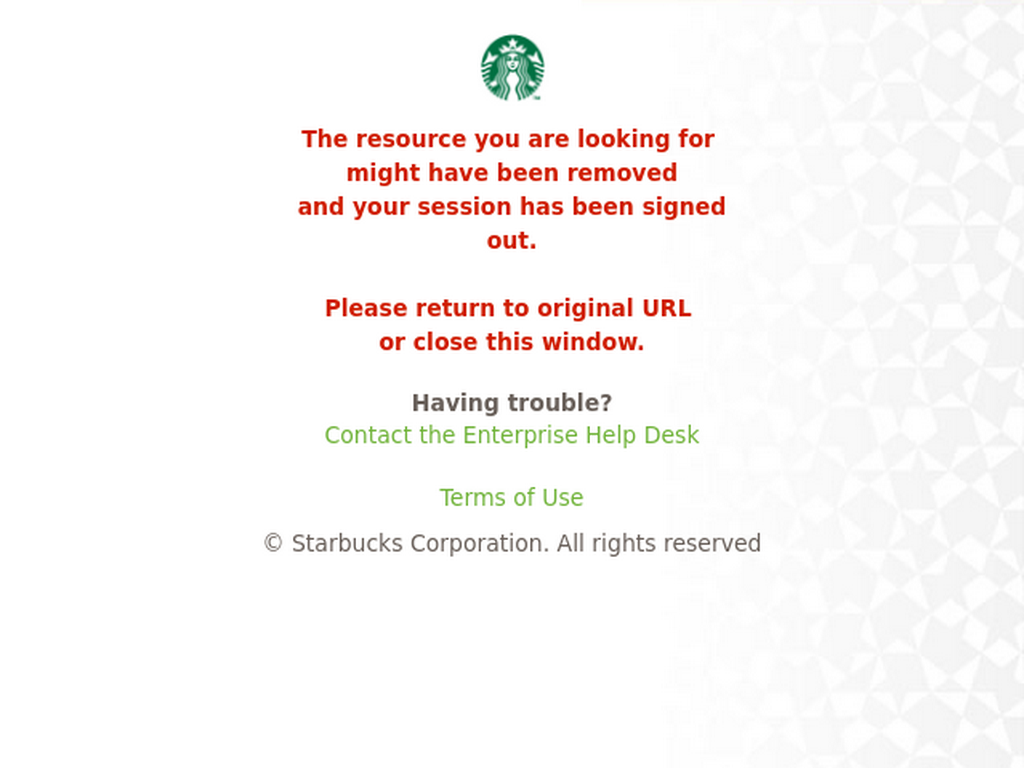 The resource you are looking for
might have been removed
and your session has been signed
out.
Please return to original URL
or close this window.
Having trouble?
Contact the Enterprise Help Desk
Terms of Use
© Starbucks Corporation. All rights reserved